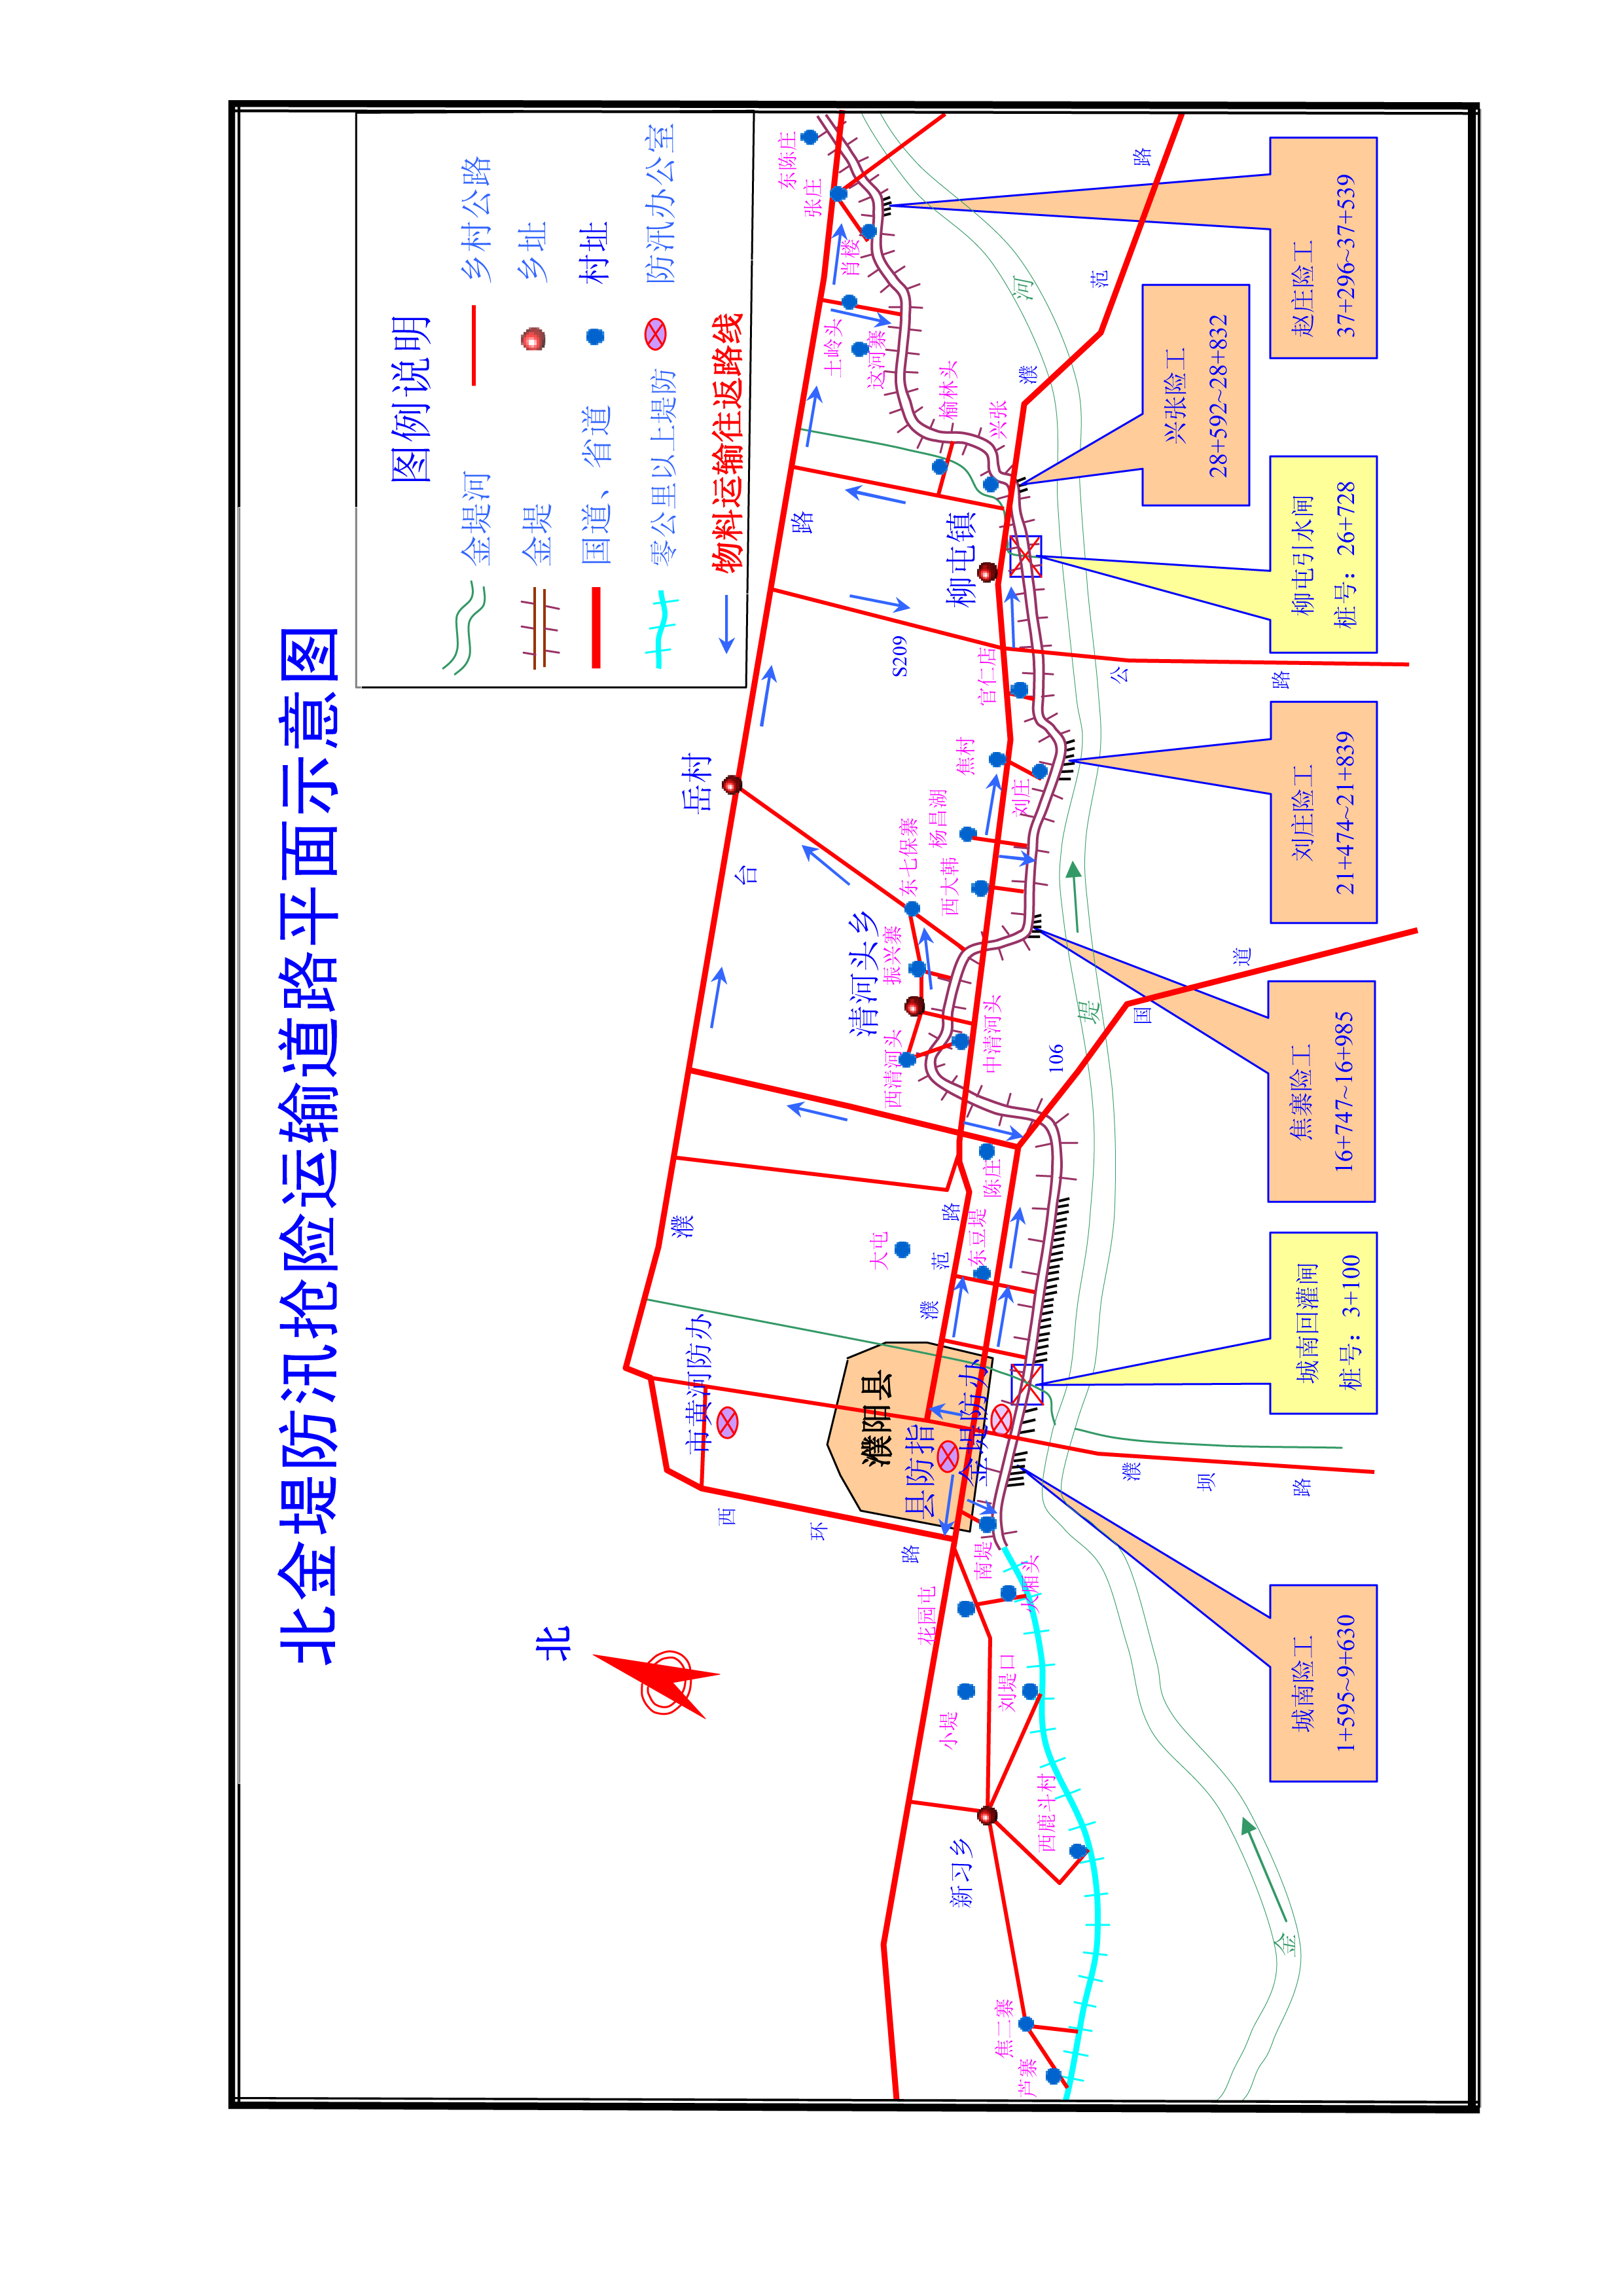 北金堤防汛抢险运输道路平面示意图
图例说明
金堤河
乡村公路
金堤
乡址
国道、省道
村址
零公里以上堤防
防汛办公室
物料运输往返路线
北
岳村
濮
台
路
市黄河防办
西
环
路
濮阳县
县防指
金堤防办
大屯
濮
范
路
清河头乡
西清河头
中清河头
振兴寨
东七保寨
西大韩
杨昌湖
焦村
刘庄
官仁店
S209
柳屯镇
榆林头
兴张
土岭头
这河寨
肖楼
张庄
东陈庄
濮
范
路
陈庄
东豆堤
106
国
道
公
路
南堤
大厢头
花园屯
小堤
刘堤口
新习乡
西鹿斗村
焦二寨
芦寨
濮
坝
路
金
堤
河
城南险工
1+595~9+630
城南回灌闸
桩号：3+100
焦寨险工
16+747~16+985
刘庄险工
21+474~21+839
柳屯引水闸
桩号：26+728
兴张险工
28+592~28+832
赵庄险工
37+296~37+539